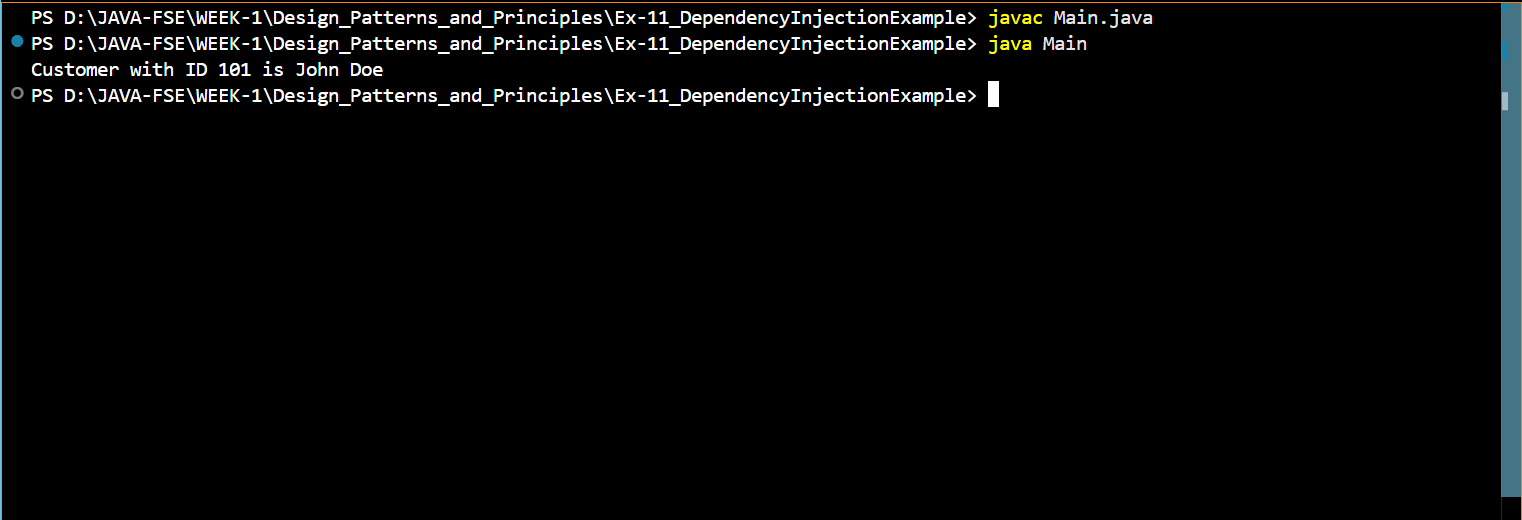 PS D:\JAVA-FSE\WEEK-1\Design_Patterns_and_Principles\Ex-11_DependencyInjectionExample> javac Main.java
PS D:\JAVA-FSE\WEEK-1\Design_Patterns_and_Principles\Ex-11_DependencyInjectionExample> java Main
Customer with ID 101 is John Doe
PS D:\JAVA-FSE\WEEK-1\Design_Patterns_and_Principles\Ex-11_DependencyInjectionExample>